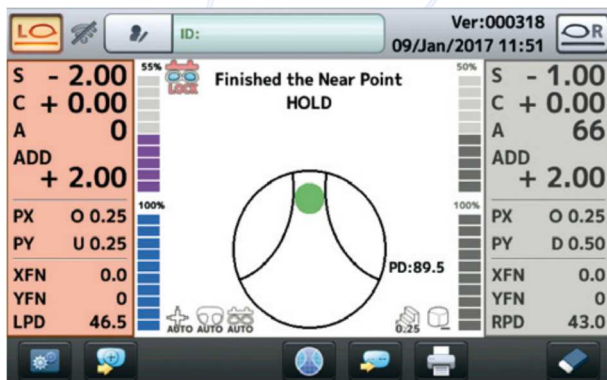 L
ID:
Ver:000318
09/Jan/2017 11:51
R
S - 2.00
C + 0.00
A 0
ADD
+ 2.00
PX O 0.25
PY U 0.25
XFN 0.0
YFN 0
LPD 46.5
55%
100%
LOCK
Finished the Near Point
HOLD
PD:89.5
AUTO AUTO AUTO
0.25
50%
100%
S - 1.00
C + 0.00
A 66
ADD
+ 2.00
PX O 0.25
PY D 0.50
XFN 0.0
YFN 0
RPD 43.0